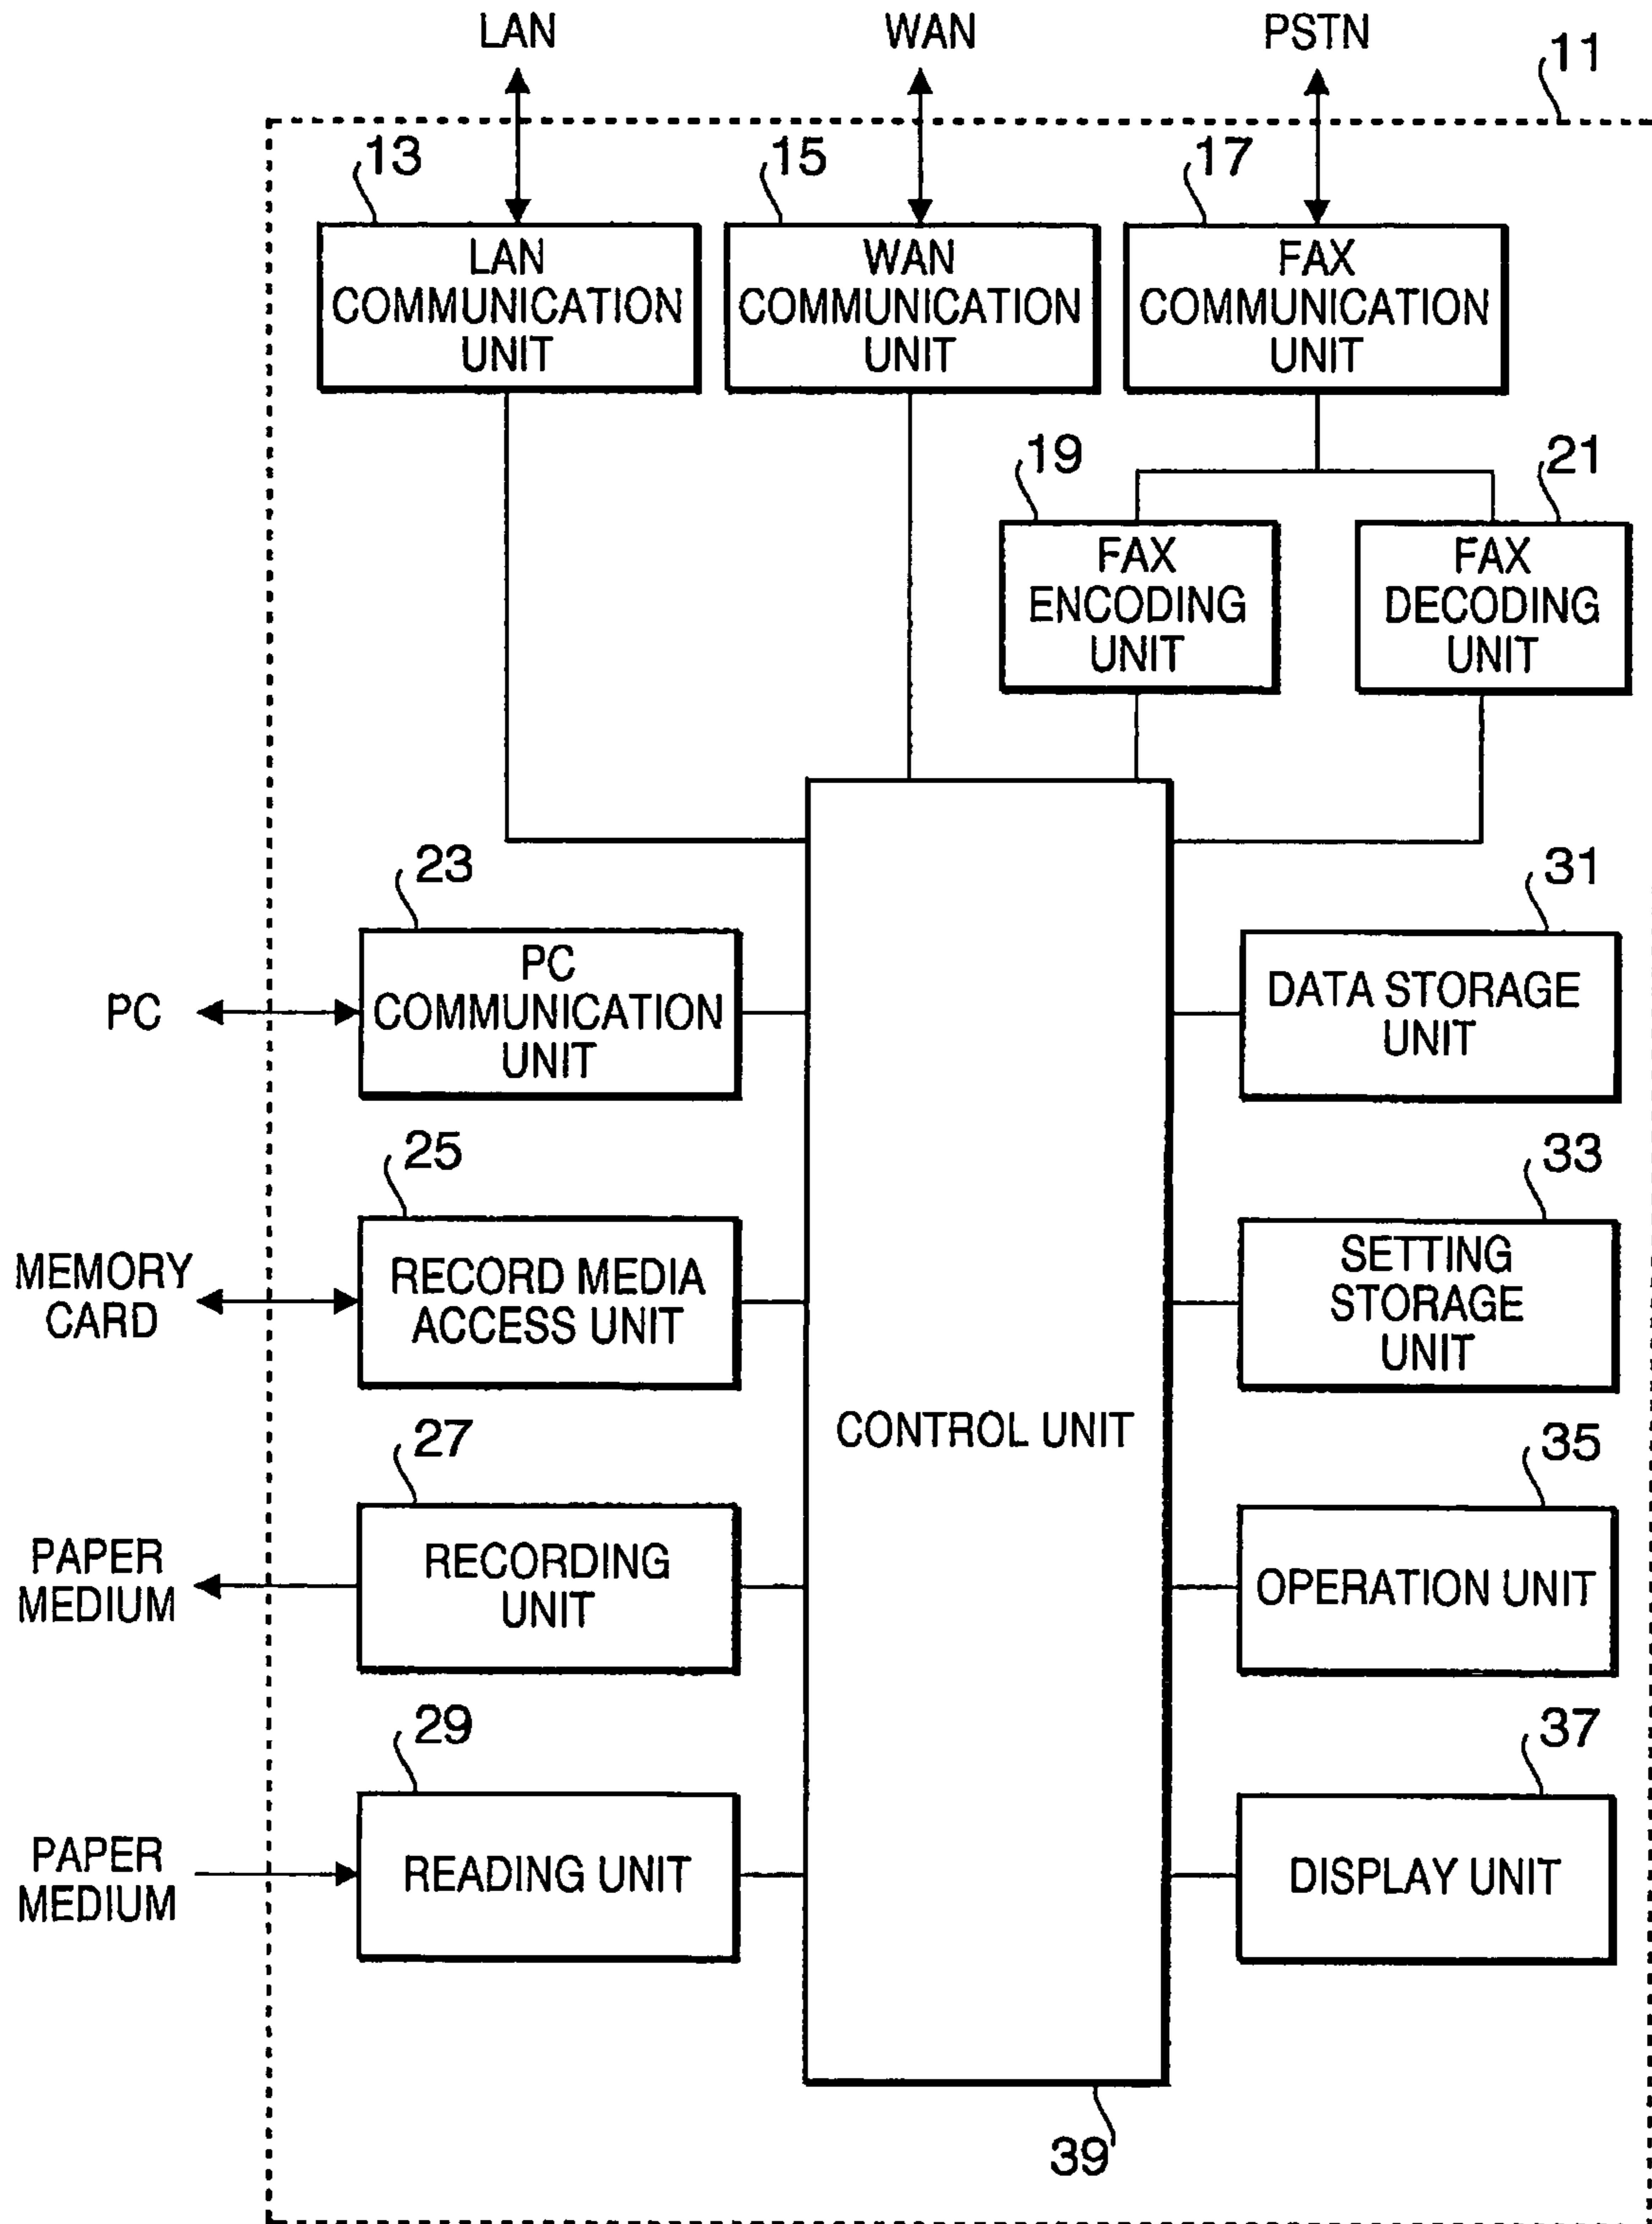 LAN
WAN
PSTN
11
13
15
17
LAN
COMMUNICATION
UNIT
WAN
COMMUNICATION
UNIT
FAX
COMMUNICATION
UNIT
19
21
FAX
ENCODING
UNIT
FAX
DECODING
UNIT
23
31
PC
PC
COMMUNICATION
UNIT
DATA STORAGE
UNIT
25
33
MEMORY
CARD
RECORD MEDIA
ACCESS UNIT
SETTING
STORAGE
UNIT
CONTROL UNIT
27
35
PAPER
MEDIUM
RECORDING
UNIT
OPERATION UNIT
29
37
PAPER
MEDIUM
READING UNIT
DISPLAY UNIT
39